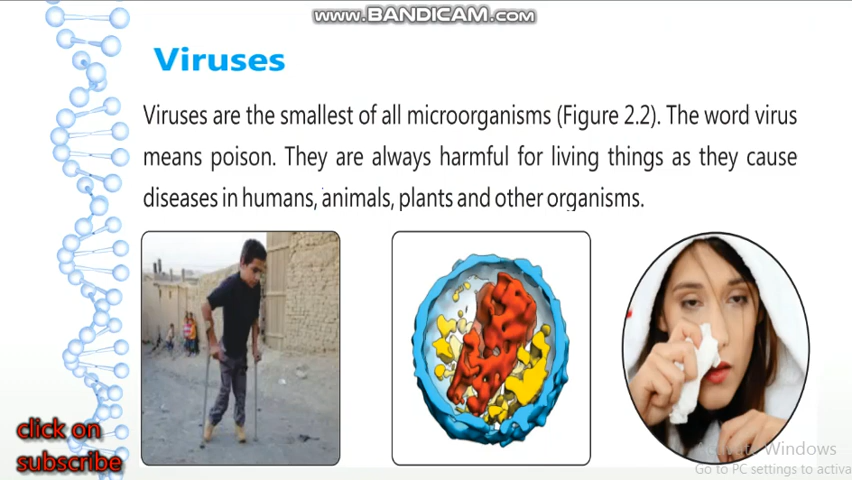 WWW.BANDICAM.COM
Viruses
Viruses are the smallest of all microorganisms (Figure 2.2). The word virus
means poison. They are always harmful for living things as they cause
diseases in humans, animals, plants and other organisms.
click on
subscribe
Activate Windows
Go to PC settings to activa